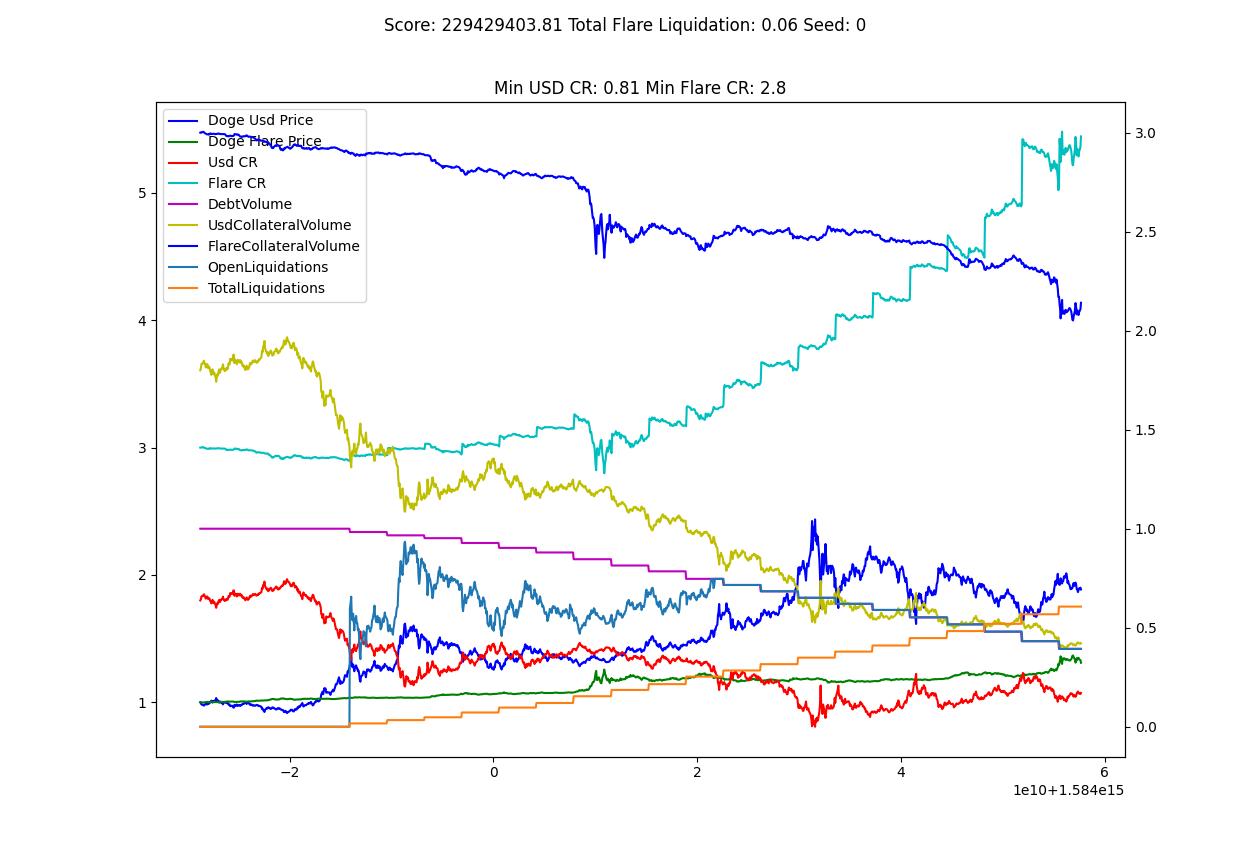 Score: 229429403.81 Total Flare Liquidation: 0.06 Seed: 0
Min USD CR: 0.81 Min Flare CR: 2.8
Doge Usd Price
Doge Flare Price
Usd CR
Flare CR
DebtVolume
UsdCollateralVolume
FlareCollateralVolume
OpenLiquidations
TotalLiquidations
5
4
3
2
1
3.0
2.5
2.0
1.5
1.0
0.5
0.0
−2
0
2
4
6
1e10+1.584e15